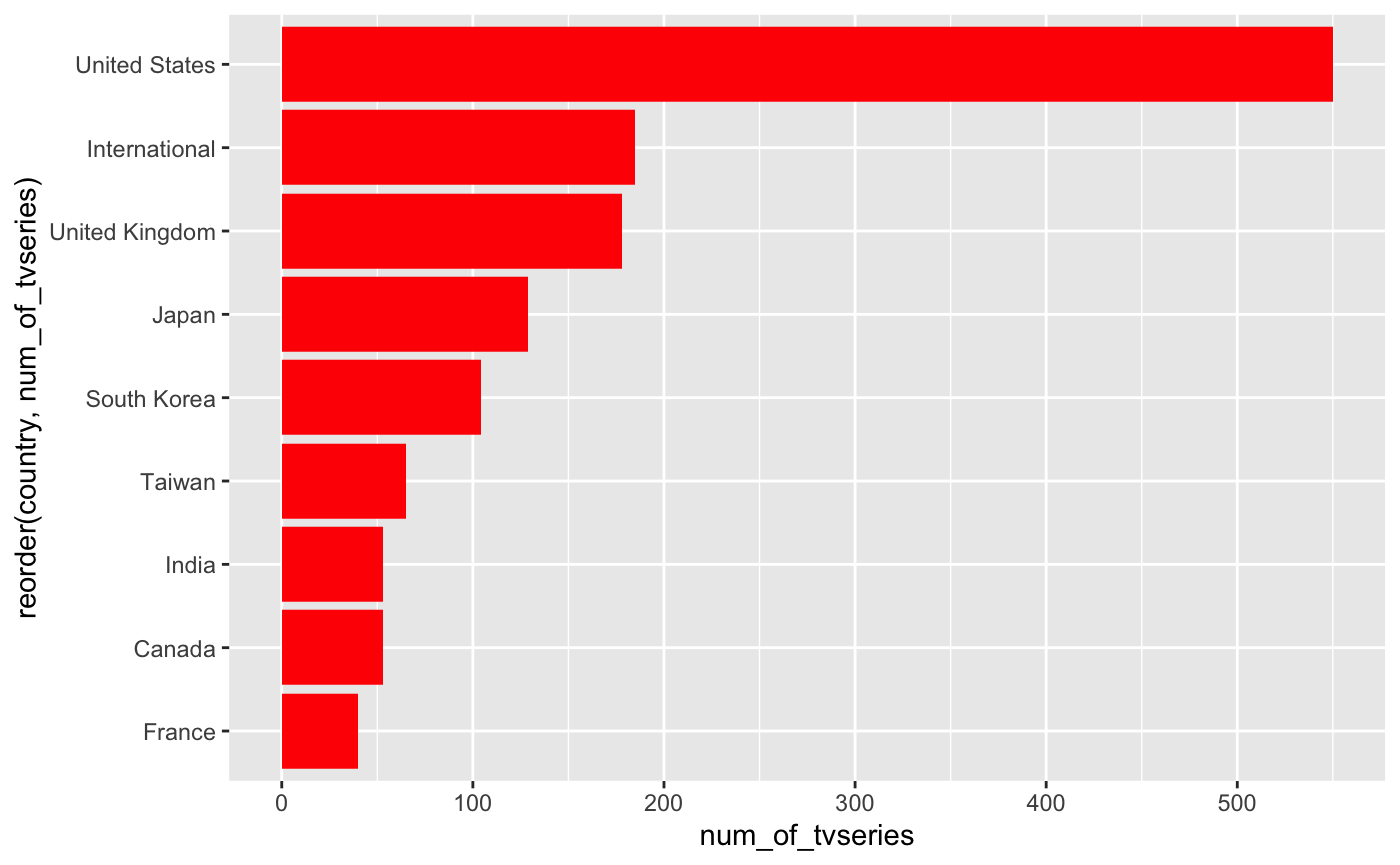 United States
International
United Kingdom
Japan
South Korea
Taiwan
India
Canada
France
reorder(country, num_of_tvseries)
0 100 200 300 400 500
num_of_tvseries